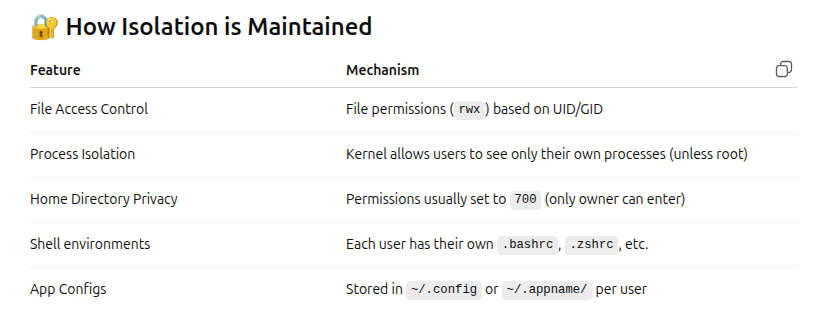 🔐 How Isolation is Maintained
Feature Mechanism
File Access Control File permissions (rwx) based on UID/GID
Process Isolation Kernel allows users to see only their own processes (unless root)
Home Directory Privacy Permissions usually set to 700 (only owner can enter)
Shell environments Each user has their own .bashrc, .zshrc, etc.
App Configs Stored in ~/.config or ~/.appname/ per user